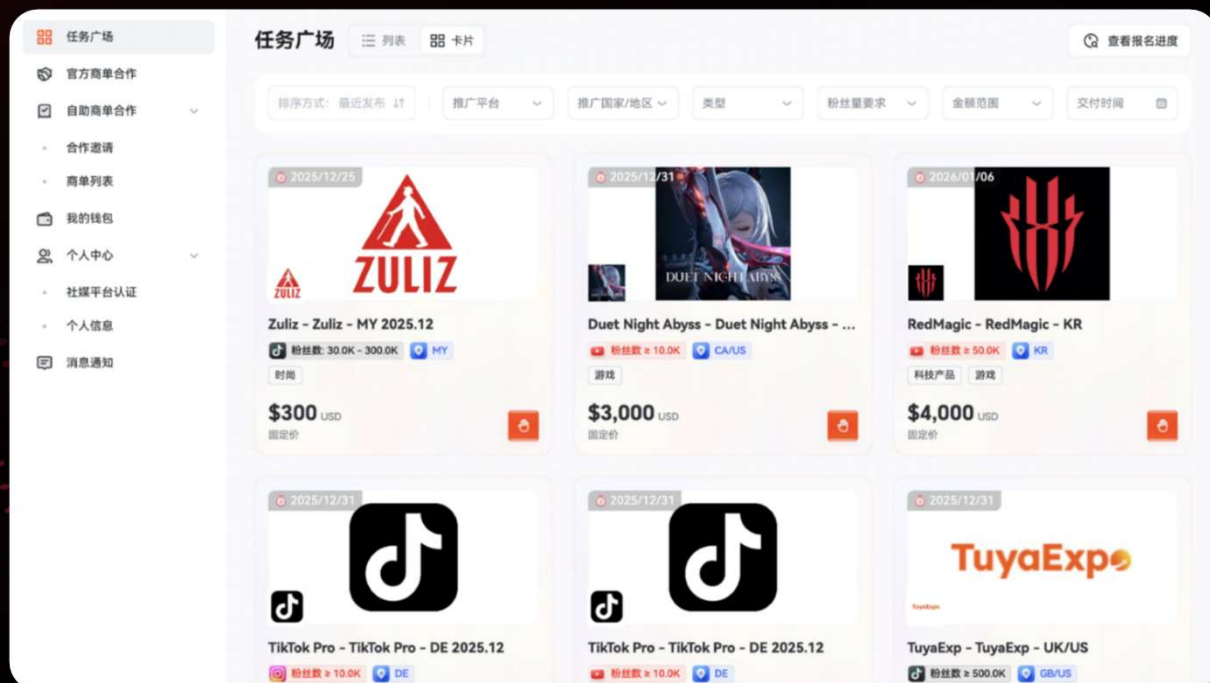 任务广场
官方商单合作
自助商单合作
合作邀请
商单列表
我的钱包
个人中心
社媒平台认证
个人信息
消息通知
任务广场 列表 卡片 查看报名进度
排序方式: 最近发布 推广平台 推广国家/地区 类型 粉丝量要求 金额范围 交付时间
2025/12/25
ZULIZ
ZULIZ
Zuliz - Zuliz - MY 2025.12
粉丝数: 30.0K - 300.0K MY
时尚
$300 USD
固定价
2025/12/31
DUET NIGHT ABYSS
Duet Night Abyss - Duet Night Abyss - ...
粉丝数 ≥ 10.0K CA/US
游戏
$3,000 USD
固定价
2026/01/06
RedMagic - RedMagic - KR
粉丝数 ≥ 50.0K KR
科技产品 游戏
$4,000 USD
固定价
2025/12/31
TikTok Pro - TikTok Pro - DE 2025.12
粉丝数 ≥ 10.0K DE
2025/12/31
TikTok Pro - TikTok Pro - DE 2025.12
粉丝数 ≥ 10.0K DE
2025/12/31
TuyaExpo
TuyaExpo
TuyaExp - TuyaExp - UK/US
粉丝数 ≥ 500.0K GB/US